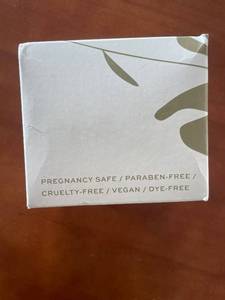 PREGNANCY SAFE / PARABEN-FREE /
CRUELTY-FREE / VEGAN / DYE-FREE